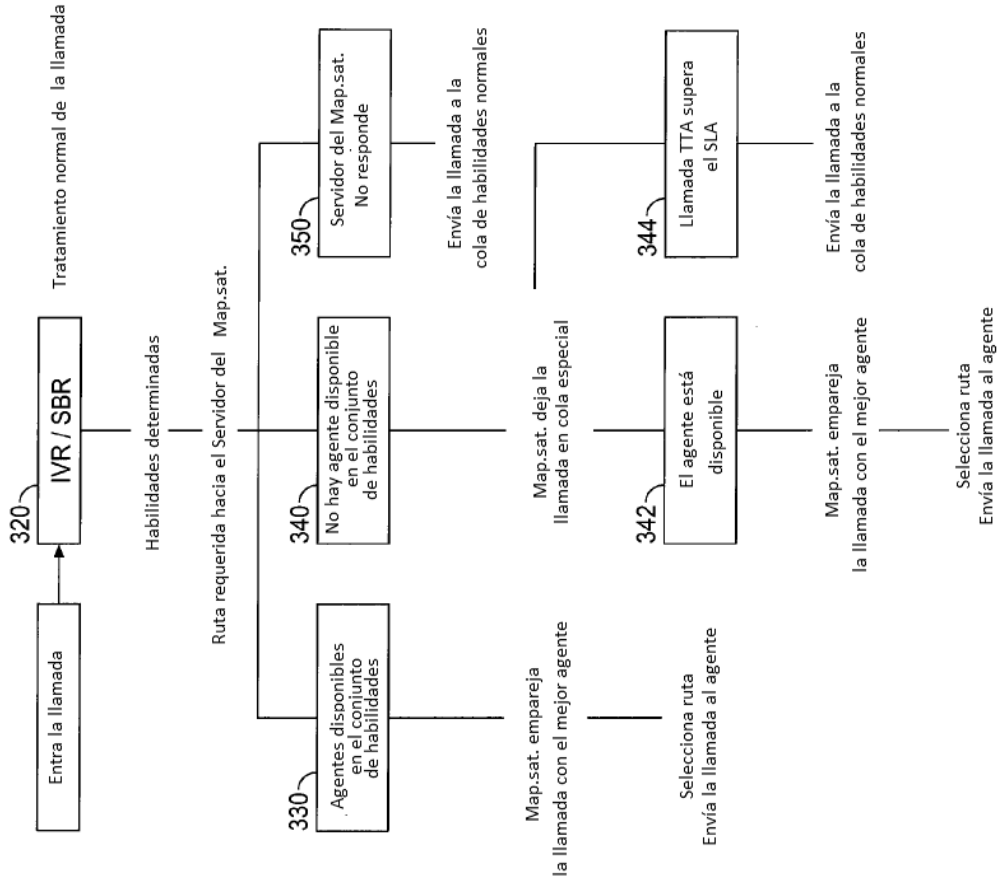 Entra la llamada
320
IVR / SBR
Tratamiento normal de la llamada
Habilidades determinadas
Ruta requerida hacia el Servidor del Map.sat.
330
Agentes disponibles
en el conjunto
de habilidades
Map.sat. empareja
la llamada con el mejor agente
Selecciona ruta
Envía la llamada al agente
340
No hay agente disponible
en el conjunto
de habilidades
Map.sat. deja la
llamada en cola especial
350
Servidor del Map.sat.
No responde
Envía la llamada a la
cola de habilidades normales
342
El agente está
disponible
Map.sat. empareja
la llamada con el mejor agente
Selecciona ruta
Envía la llamada al agente
344
Llamada TTA supera
el SLA
Envía la llamada a la
cola de habilidades normales